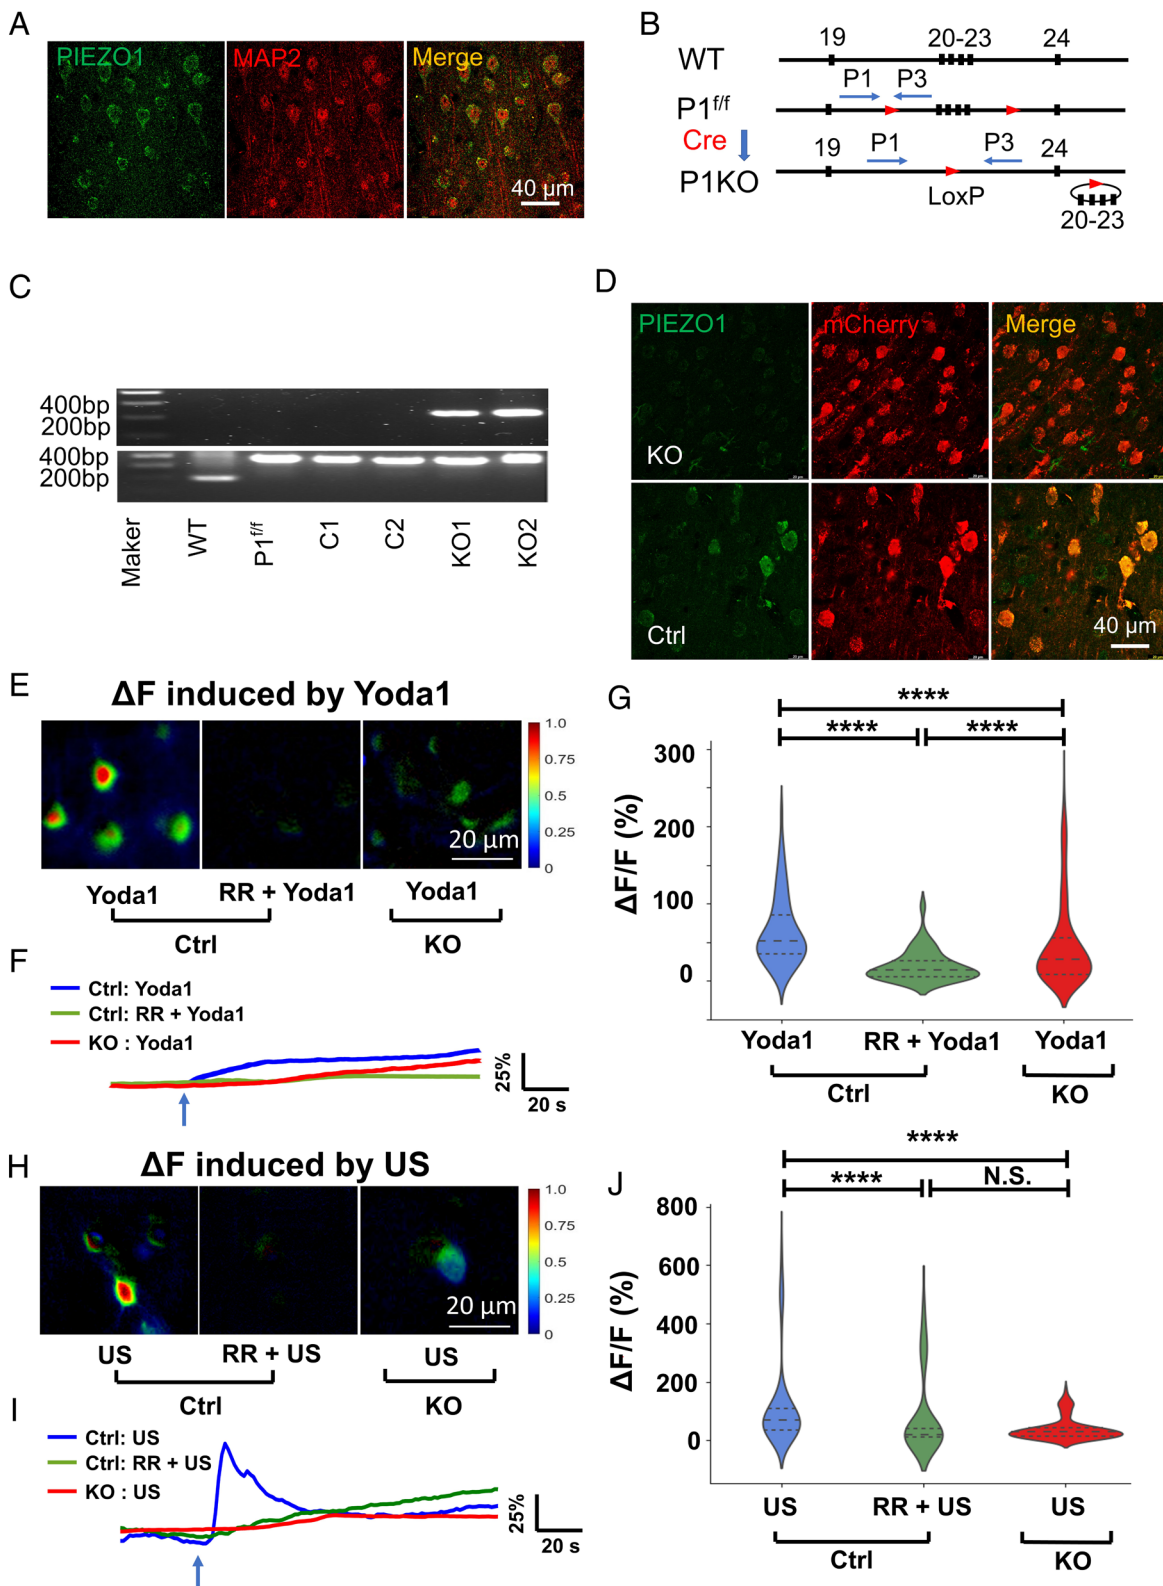 A
PIEZO1 MAP2 Merge
40 µm
B
19 20-23 24
WT
P1 P3
P1f/f
Cre
19 P1 P3 24
P1KO
LoxP
20-23
C
400bp
200bp
400bp
200bp
Maker WT P1f/f C1 C2 KO1 KO2
D
PIEZO1 mCherry Merge
KO
Ctrl
40 µm
E
ΔF induced by Yoda1
1.0
0.75
0.5
0.25
0
20 µm
Yoda1 RR + Yoda1 Yoda1
Ctrl KO
F
Ctrl: Yoda1
Ctrl: RR + Yoda1
KO : Yoda1
25%
20 s
G
****
**** ****
300
200
100
0
ΔF/F (%)
Yoda1 RR + Yoda1 Yoda1
Ctrl KO
H
ΔF induced by US
1.0
0.75
0.5
0.25
0
20 µm
US RR + US US
Ctrl KO
I
Ctrl: US
Ctrl: RR + US
KO : US
25%
20 s
J
****
**** N.S.
800
600
400
200
0
ΔF/F (%)
US RR + US US
Ctrl KO